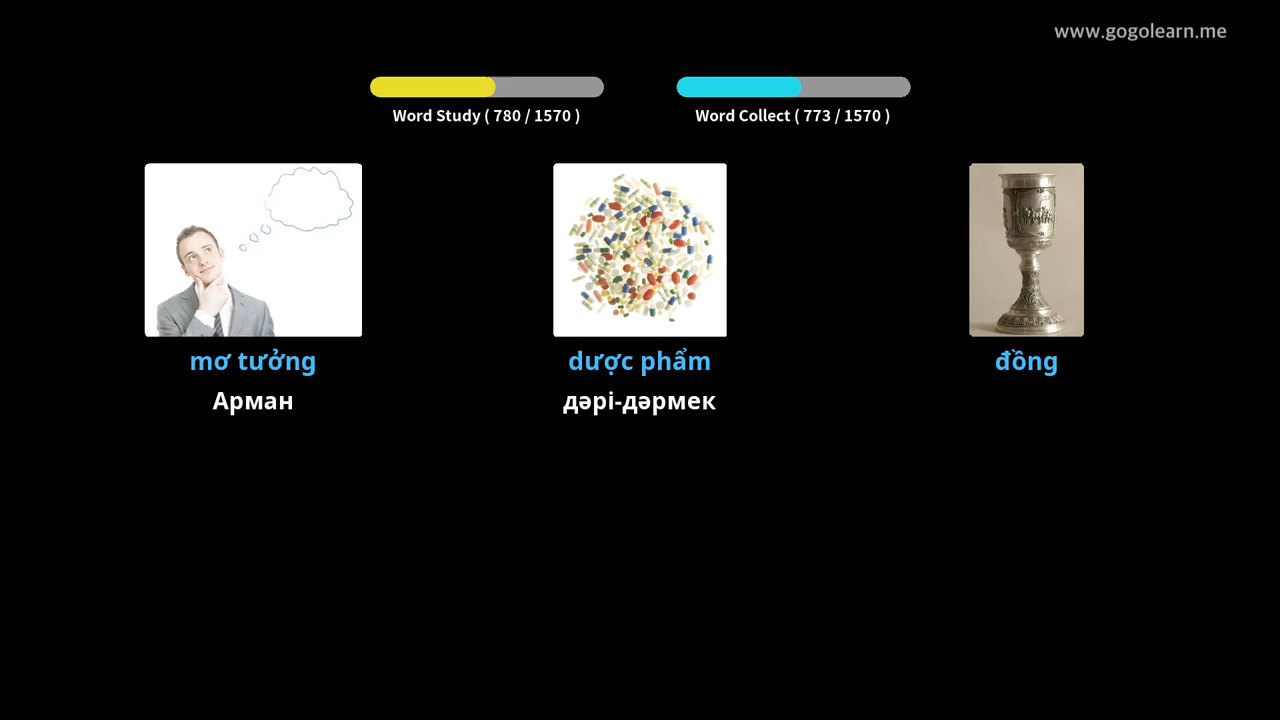 www.gogolearn.me
Word Study ( 780 / 1570 )
Word Collect ( 773 / 1570 )
mơ tưởng
Арман
dược phẩm
дәрі-дәрмек
đồng